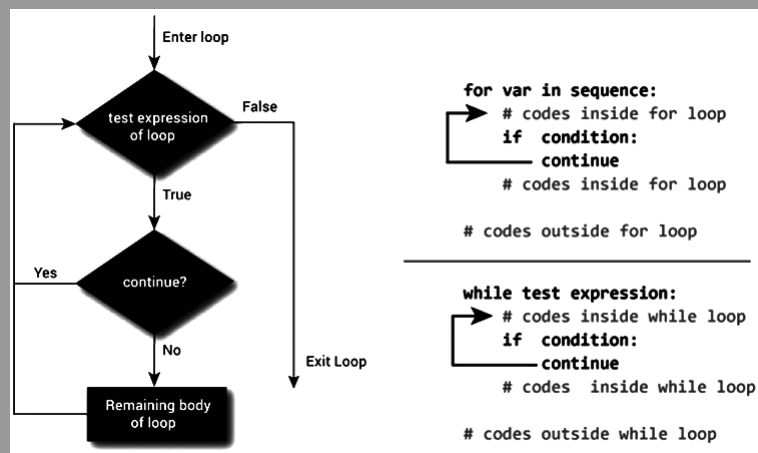 Enter loop
test expression
of loop
False
True
continue?
Yes
No
Exit Loop
Remaining body
of loop
for var in sequence:
# codes inside for loop
if condition:
continue
# codes inside for loop
# codes outside for loop
while test expression:
# codes inside while loop
if condition:
continue
# codes inside while loop
# codes outside while loop